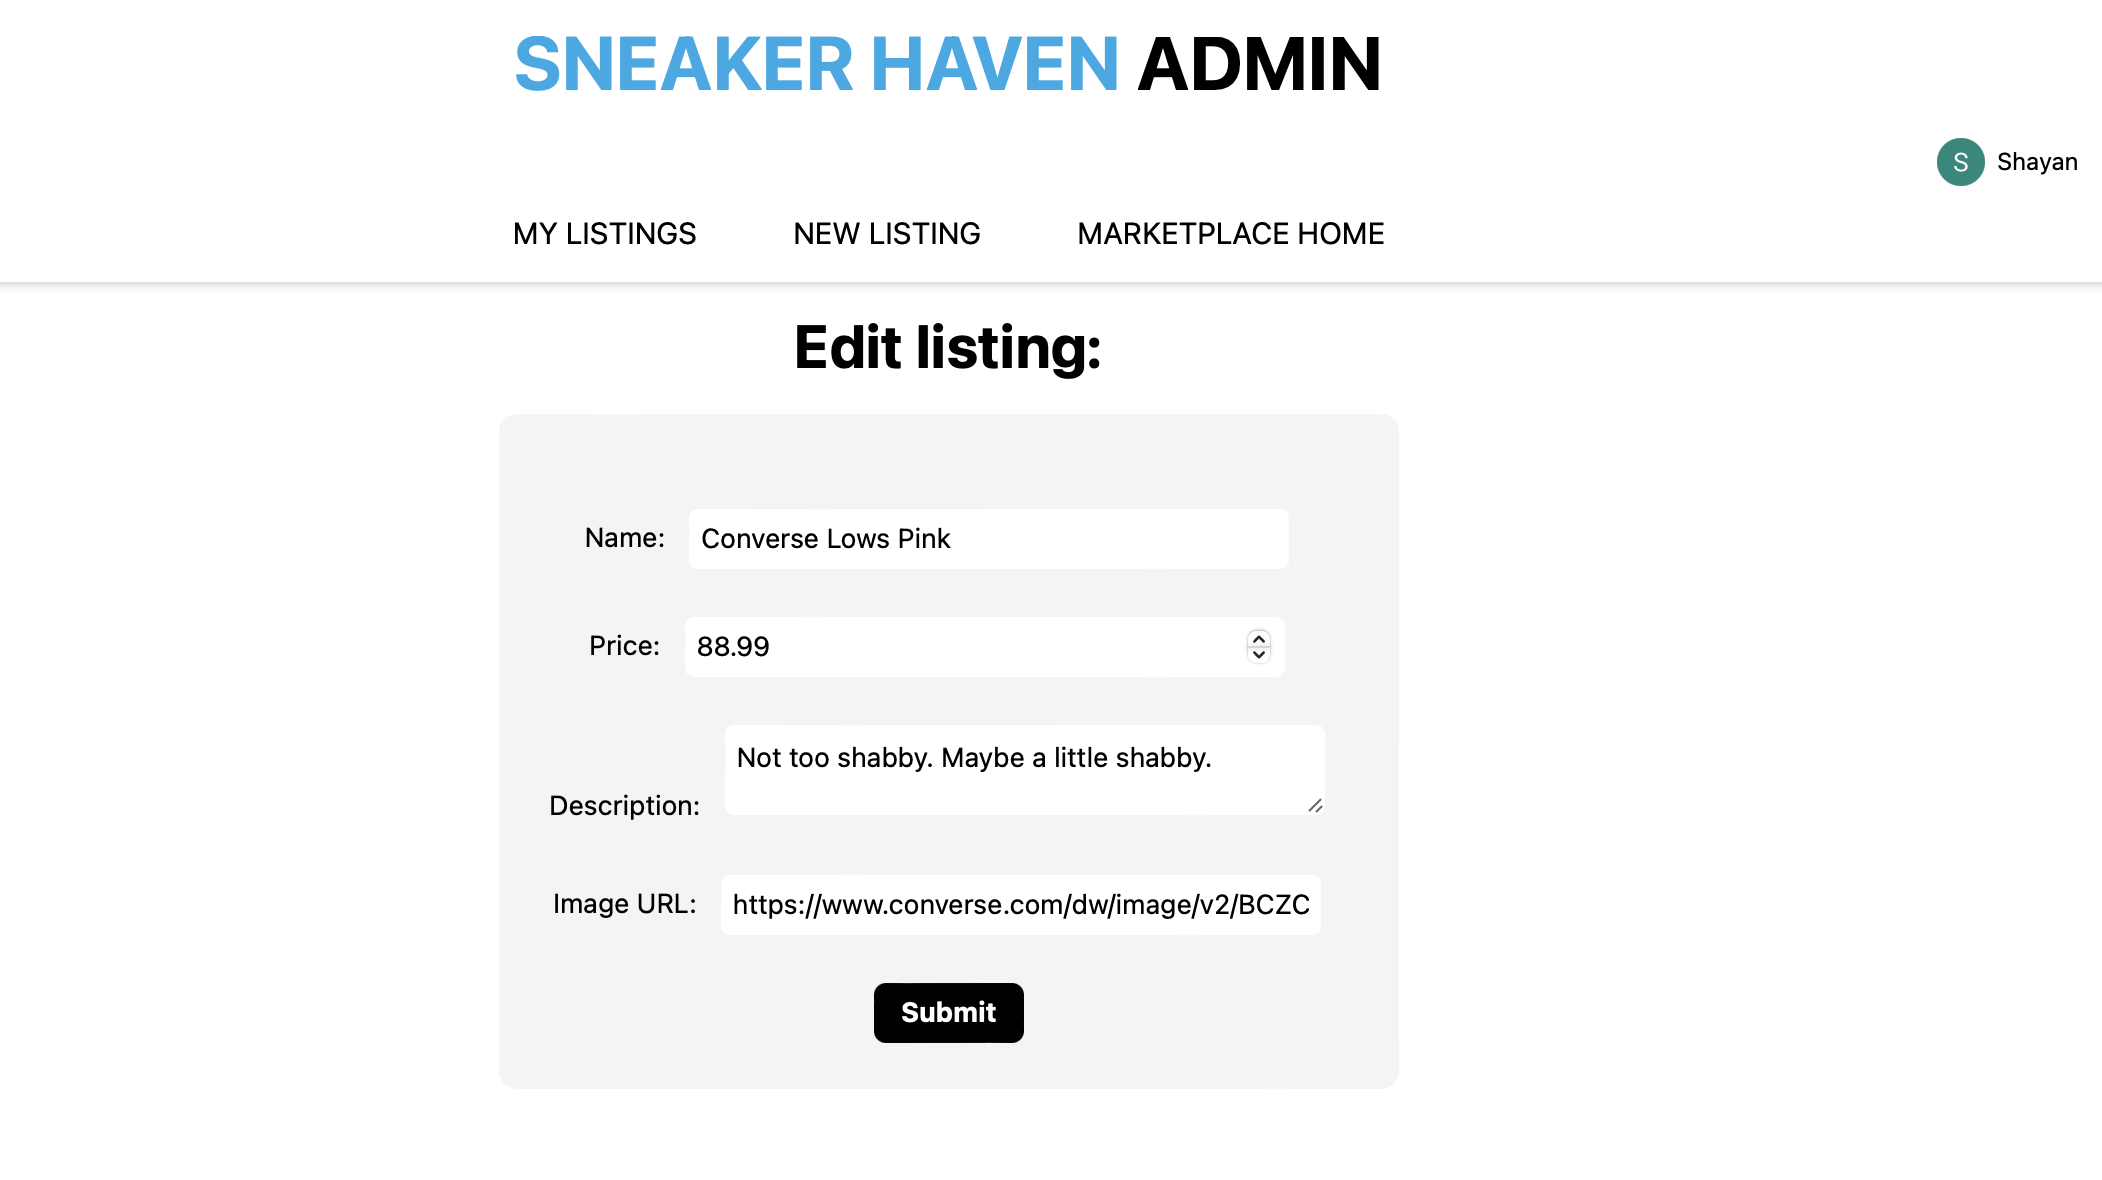 SNEAKER HAVEN ADMIN
S Shayan
MY LISTINGS NEW LISTING MARKETPLACE HOME
Edit listing:
Name: Converse Lows Pink
Price: 88.99
Not too shabby. Maybe a little shabby.
Description:
Image URL: https://www.converse.com/dw/image/v2/BCZC
Submit